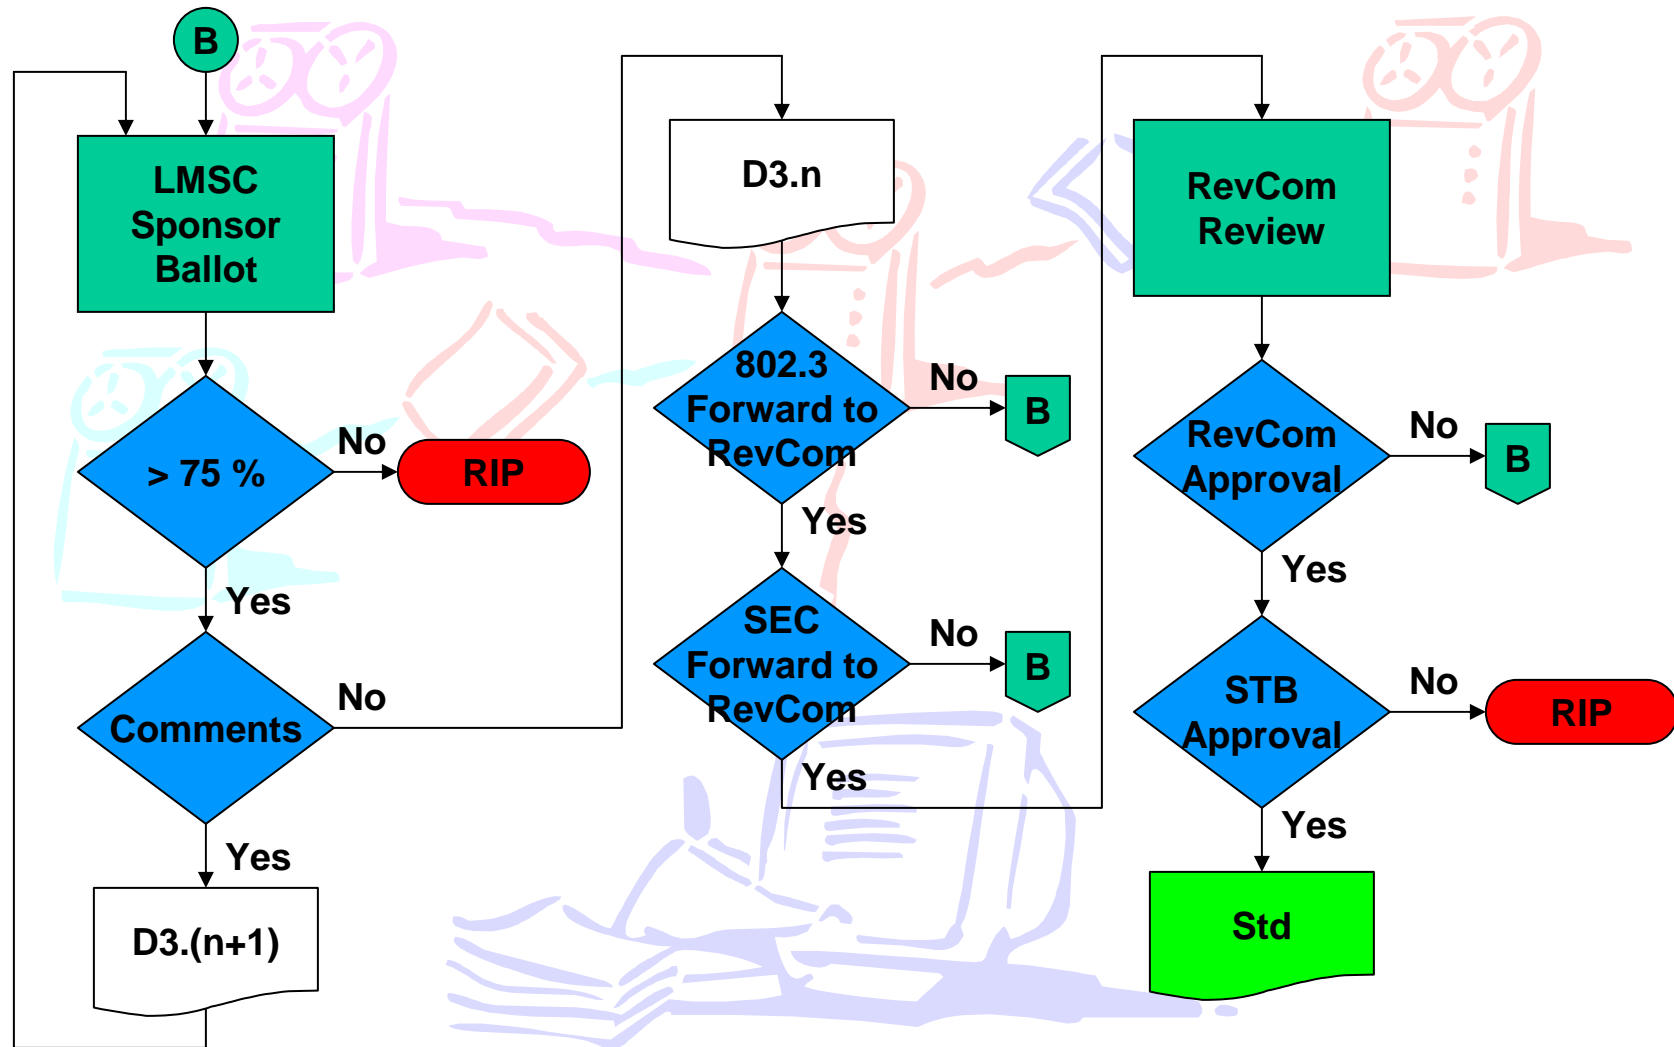 B
LMSC
Sponsor
Ballot
> 75 %
No
RIP
Yes
Comments
No
Yes
D3.(n+1)
D3.n
802.3
Forward to
RevCom
No
B
Yes
SEC
Forward to
RevCom
No
B
Yes
RevCom
Review
RevCom
Approval
No
B
Yes
STB
Approval
No
RIP
Yes
Std